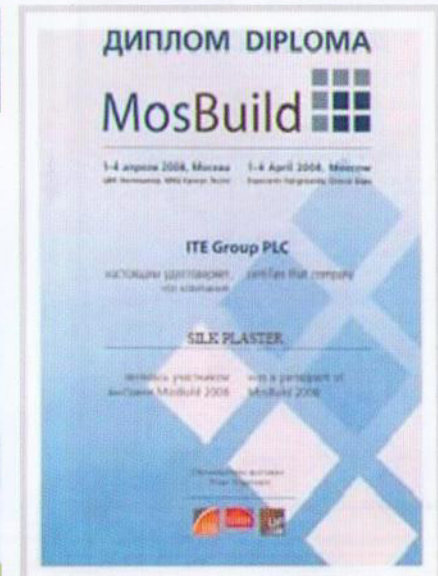 ДИПЛОМ DIPLOMA
MosBuild
1-4 апреля 2008, Москва 1-4 April 2008, Moscow
ITE Group PLC
настоящим удостоверяет, certifies that company
что компания
SILK PLASTER
являлась участником was a participant of
выставки MosBuild 2008 MosBuild 2008